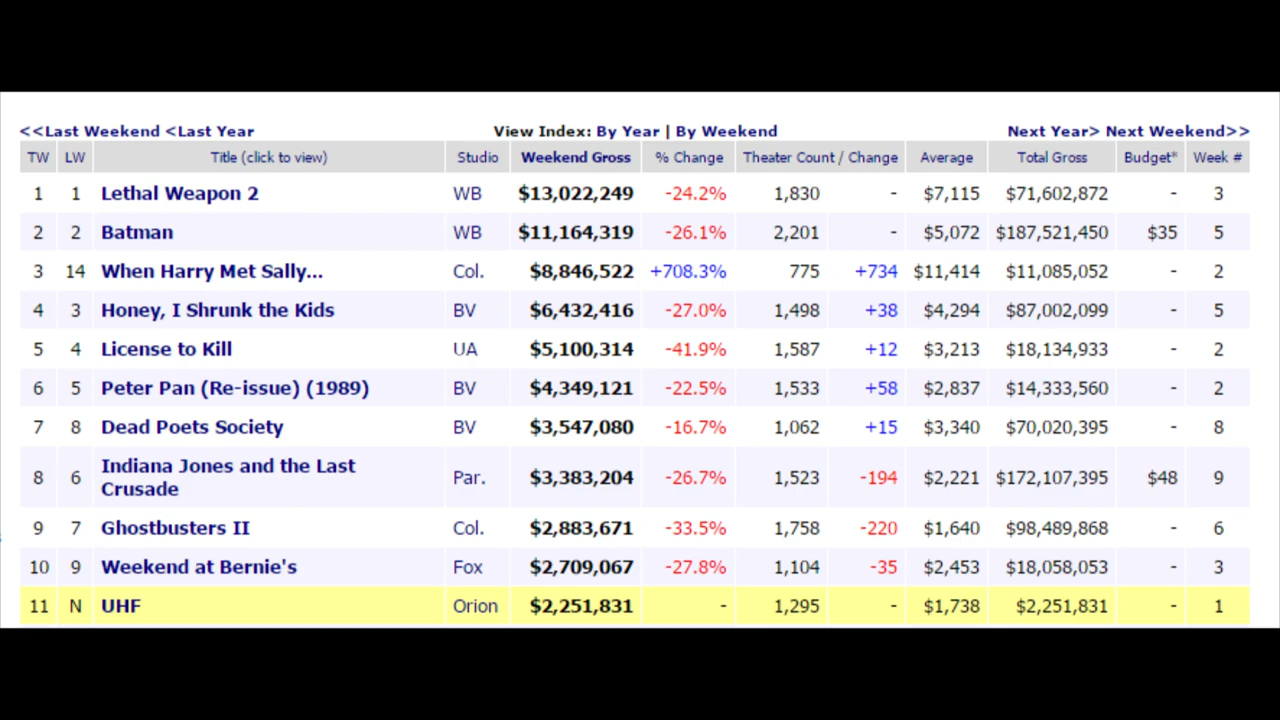 <<Last Weekend <Last Year View Index: By Year | By Weekend Next Year> Next Weekend>>
TW LW Title (click to view) Studio Weekend Gross % Change Theater Count / Change Average Total Gross Budget* Week #
1 1 Lethal Weapon 2 WB $13,022,249 -24.2% 1,830 - $7,115 $71,602,872 - 3
2 2 Batman WB $11,164,319 -26.1% 2,201 - $5,072 $187,521,450 $35 5
3 14 When Harry Met Sally... Col. $8,846,522 +708.3% 775 +734 $11,414 $11,085,052 - 2
4 3 Honey, I Shrunk the Kids BV $6,432,416 -27.0% 1,498 +38 $4,294 $87,002,099 - 5
5 4 License to Kill UA $5,100,314 -41.9% 1,587 +12 $3,213 $18,134,933 - 2
6 5 Peter Pan (Re-issue) (1989) BV $4,349,121 -22.5% 1,533 +58 $2,837 $14,333,560 - 2
7 8 Dead Poets Society BV $3,547,080 -16.7% 1,062 +15 $3,340 $70,020,395 - 8
8 6 Indiana Jones and the Last
Crusade Par. $3,383,204 -26.7% 1,523 -194 $2,221 $172,107,395 $48 9
9 7 Ghostbusters II Col. $2,883,671 -33.5% 1,758 -220 $1,640 $98,489,868 - 6
10 9 Weekend at Bernie's Fox $2,709,067 -27.8% 1,104 -35 $2,453 $18,058,053 - 3
11 N UHF Orion $2,251,831 - 1,295 - $1,738 $2,251,831 - 1